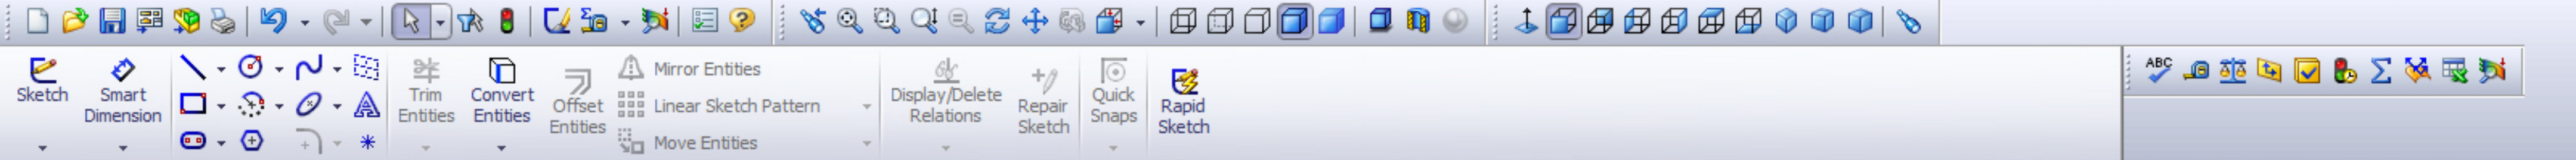 Sketch
Smart
Dimension
Trim
Entities
Convert
Entities
Offset
Entities
Mirror Entities
Linear Sketch Pattern
Move Entities
Display/Delete
Relations
Repair
Sketch
Quick
Snaps
Rapid
Sketch
ABC